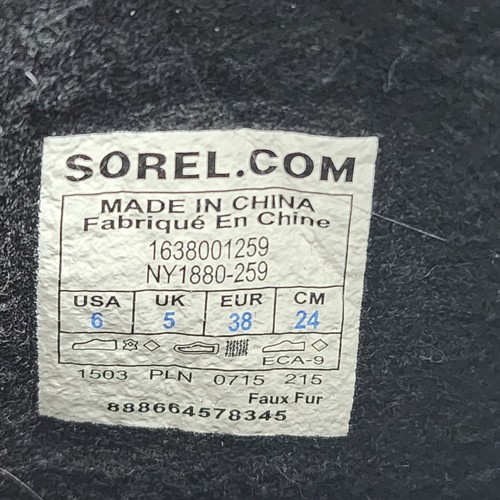 SOREL.COM
MADE IN CHINA
Fabriqué En Chine
1638001259
NY1880-259
USA UK EUR CM
6 5 38 24
ECA-9
1503 PLN 0715 215
Faux Fur
888664578345